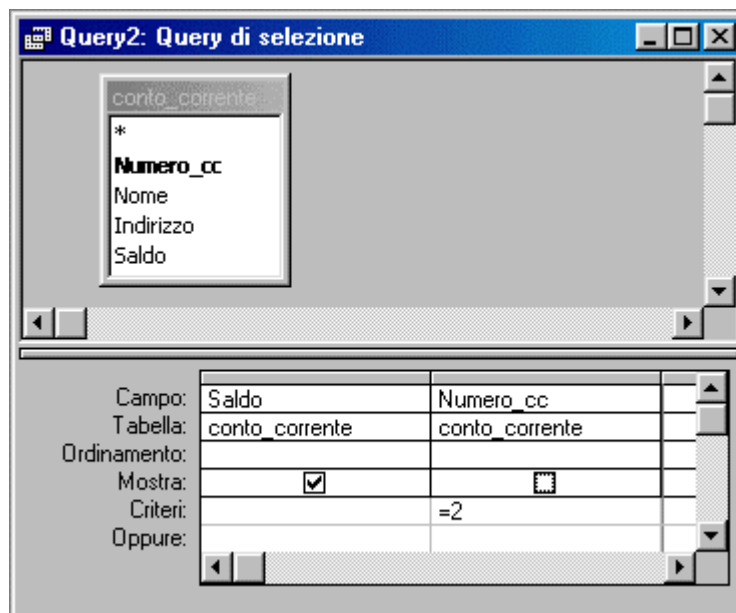 Query2: Query di selezione
conto_corrente
*
Numero_cc
Nome
Indirizzo
Saldo
Campo: Saldo Numero_cc
Tabella: conto_corrente conto_corrente
Ordinamento:
Mostra:
Criteri: =2
Oppure: